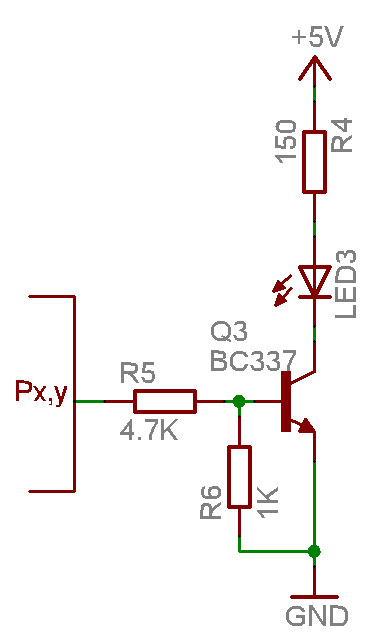 +5V
150
R4
LED3
Q3
BC337
Px,y
R5
4.7K
R6
1K
GND